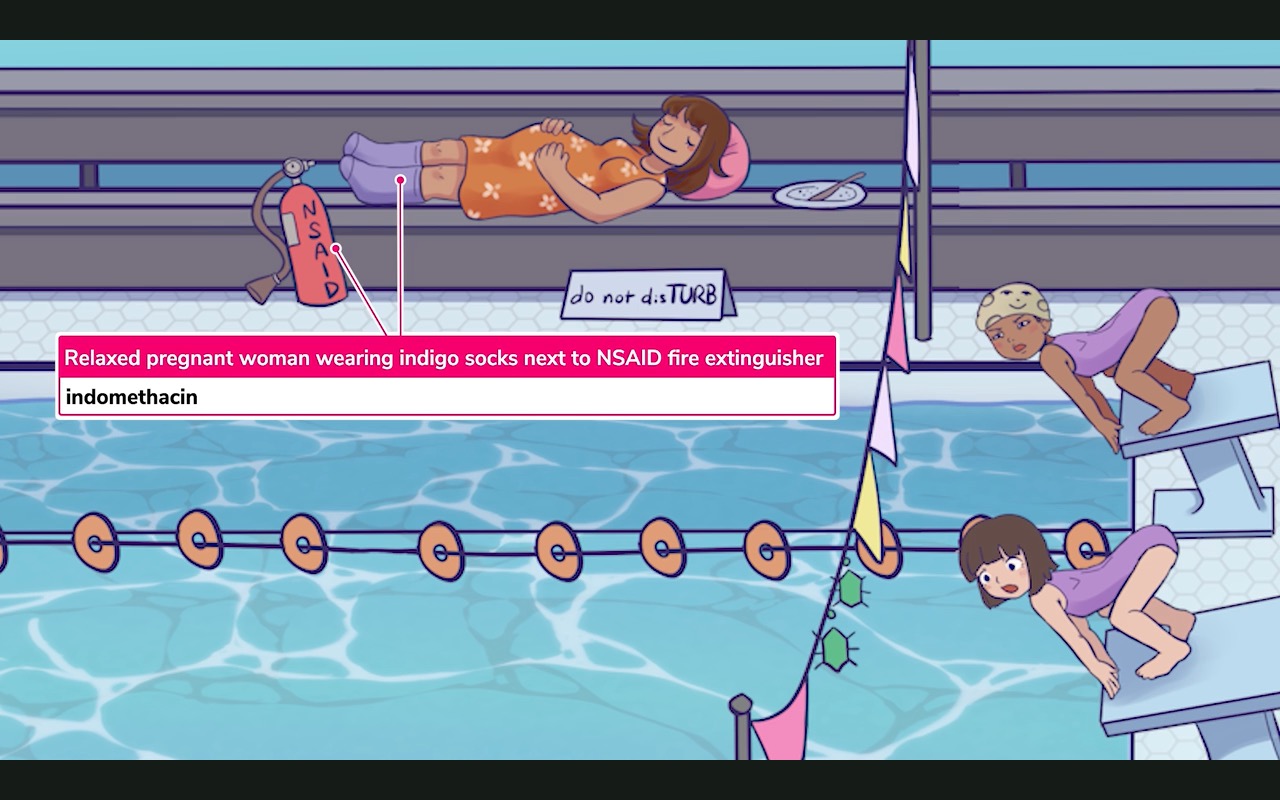 NSAID
do not disTURB
Relaxed pregnant woman wearing indigo socks next to NSAID fire extinguisher
indomethacin